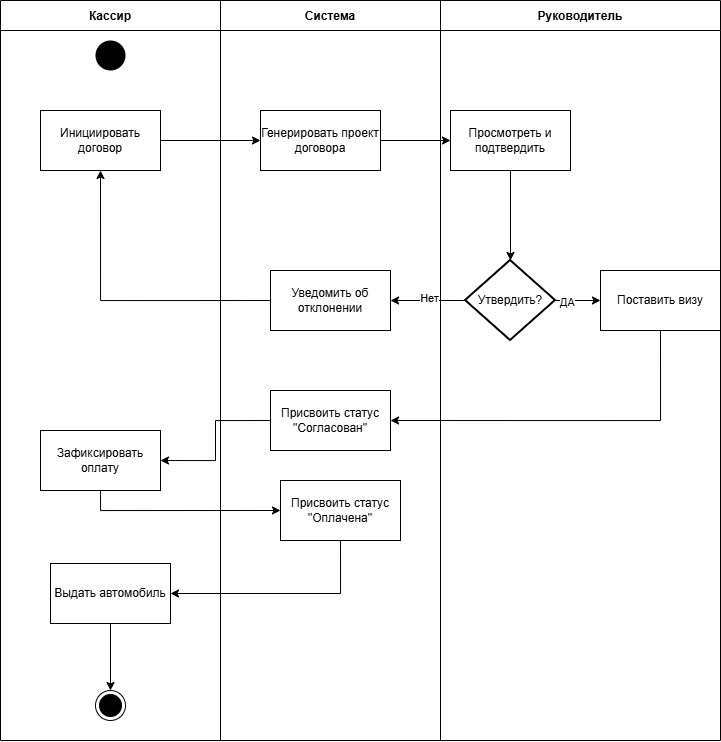 Кассир
Система
Руководитель
Инициировать
договор
Генерировать проект
договора
Просмотреть и
подтвердить
Уведомить об
отклонении
Нет
Утвердить?
ДА
Поставить визу
Присвоить статус
"Согласован"
Зафиксировать
оплату
Присвоить статус
"Оплачена"
Выдать автомобиль